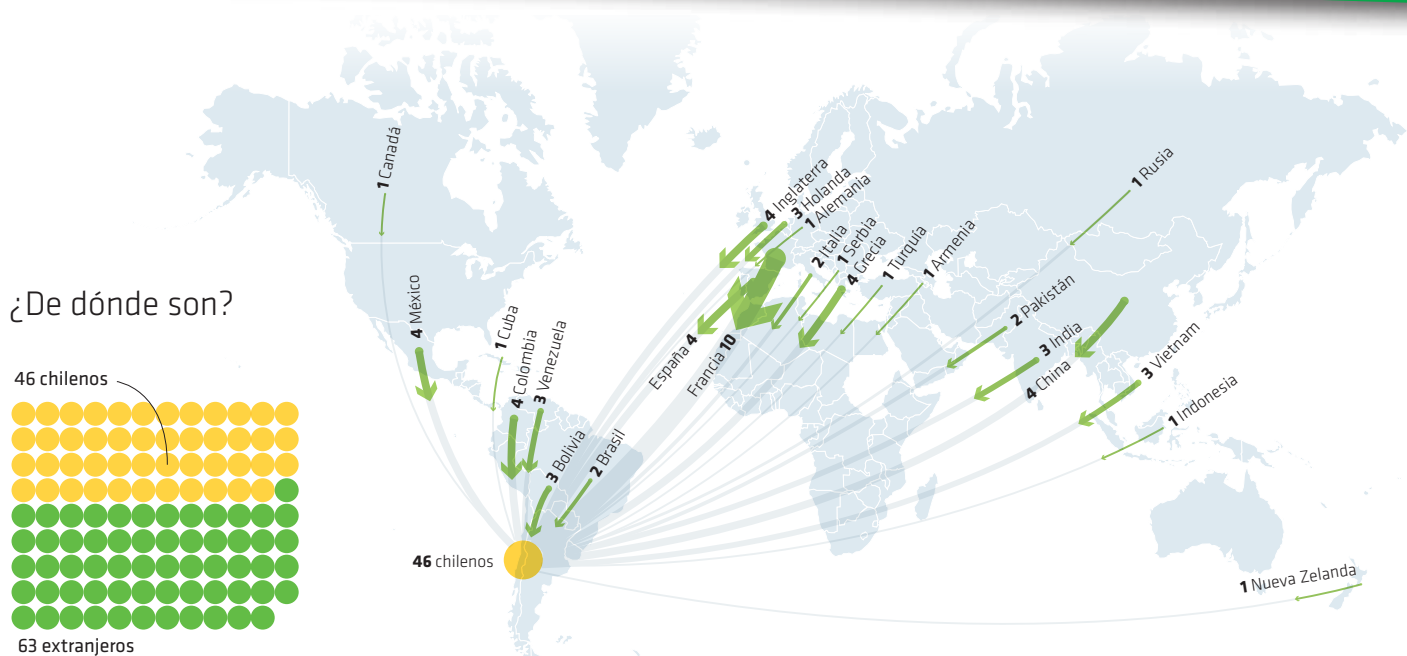 ¿De dónde son?
46 chilenos
63 extranjeros
1 Canadá
4 México
1 Cuba
4 Colombia
3 Venezuela
3 Bolivia
2 Brasil
46 chilenos
4 Inglaterra
3 Holanda
1 Alemania
2 Italia
1 Serbia
4 Grecia
1 Turquía
1 Armenia
España 4
Francia 10
1 Rusia
2 Pakistán
3 India
4 China
3 Vietnam
1 Indonesia
1 Nueva Zelanda